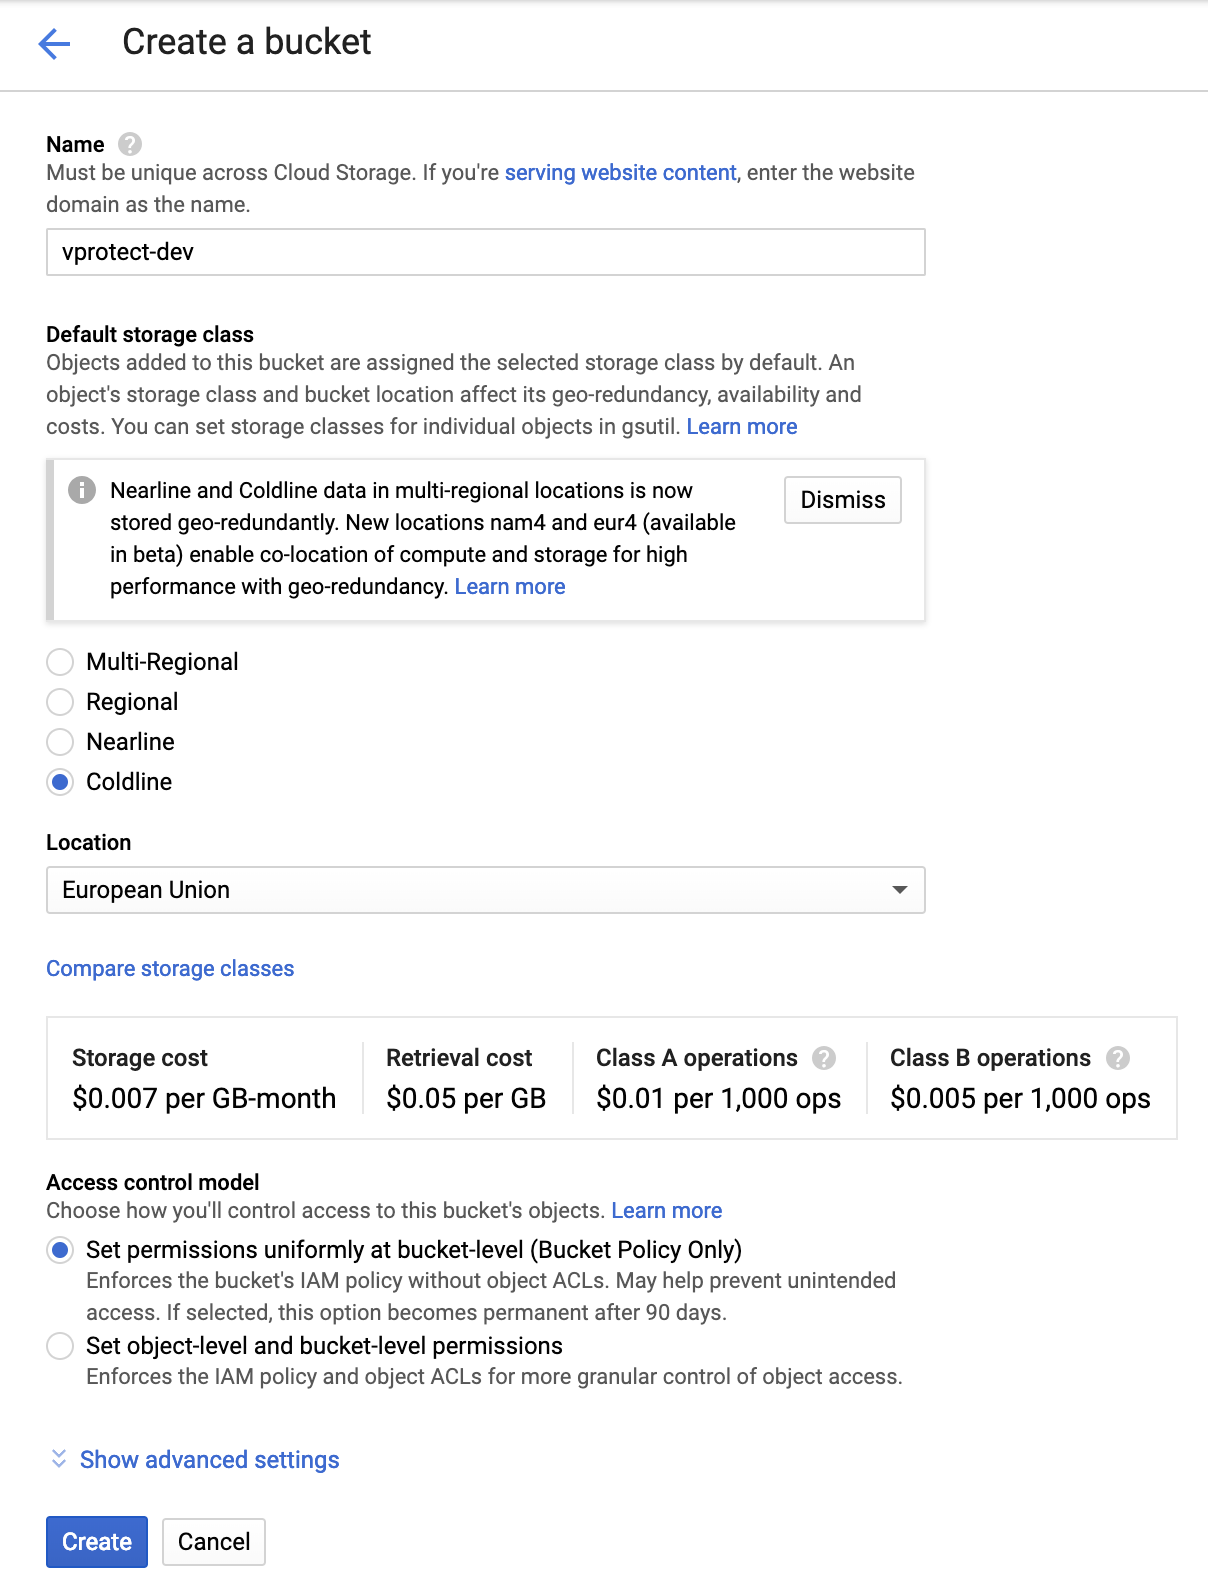 Create a bucket
Name
Must be unique across Cloud Storage. If you're serving website content, enter the website
domain as the name.
vprotect-dev
Default storage class
Objects added to this bucket are assigned the selected storage class by default. An
object's storage class and bucket location affect its geo-redundancy, availability and
costs. You can set storage classes for individual objects in gsutil. Learn more
Nearline and Coldline data in multi-regional locations is now
stored geo-redundantly. New locations nam4 and eur4 (available
in beta) enable co-location of compute and storage for high
performance with geo-redundancy. Learn more
Dismiss
Multi-Regional
Regional
Nearline
Coldline
Location
European Union
Compare storage classes
Storage cost
$0.007 per GB-month
Retrieval cost
$0.05 per GB
Class A operations
$0.01 per 1,000 ops
Class B operations
$0.005 per 1,000 ops
Access control model
Choose how you'll control access to this bucket's objects. Learn more
Set permissions uniformly at bucket-level (Bucket Policy Only)
Enforces the bucket's IAM policy without object ACLs. May help prevent unintended
access. If selected, this option becomes permanent after 90 days.
Set object-level and bucket-level permissions
Enforces the IAM policy and object ACLs for more granular control of object access.
Show advanced settings
Create
Cancel